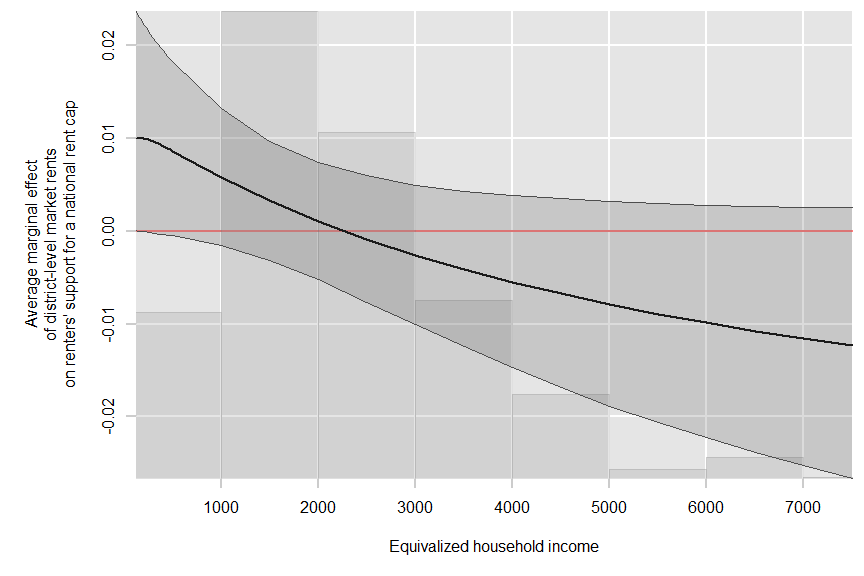 Average marginal effect
of district-level market rents
on renters' support for a national rent cap
0.02
0.01
0.00
-0.01
-0.02
1000 2000 3000 4000 5000 6000 7000
Equivalized household income